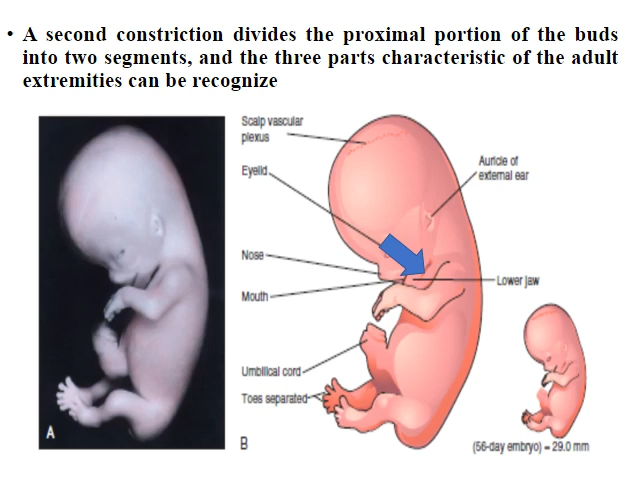 • A second constriction divides the proximal portion of the buds
into two segments, and the three parts characteristic of the adult
extremities can be recognize
Scalp vascular
plexus
Eyelid
Auricle of
external ear
Nose
Lower jaw
Mouth
Umbilical cord
Toes separated
A
B
(56-day embryo) = 29.0 mm